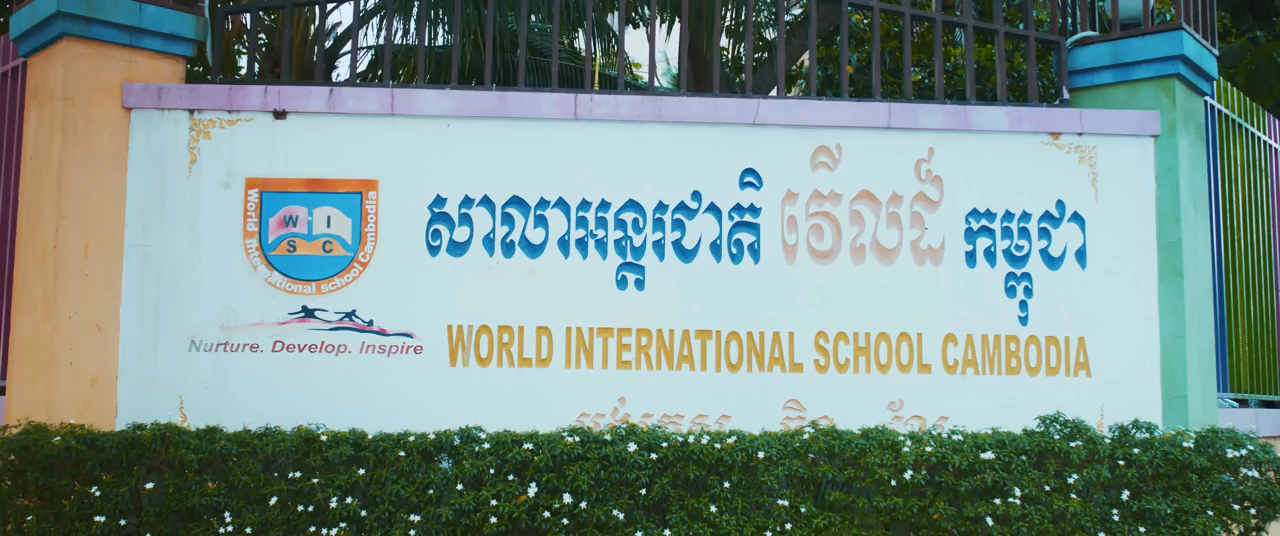 សាលាអន្តរជាតិ វើលដ៍ កម្ពុជា
WORLD INTERNATIONAL SCHOOL CAMBODIA
World International school Cambodia
W I
S C
Nurture. Develop. Inspire